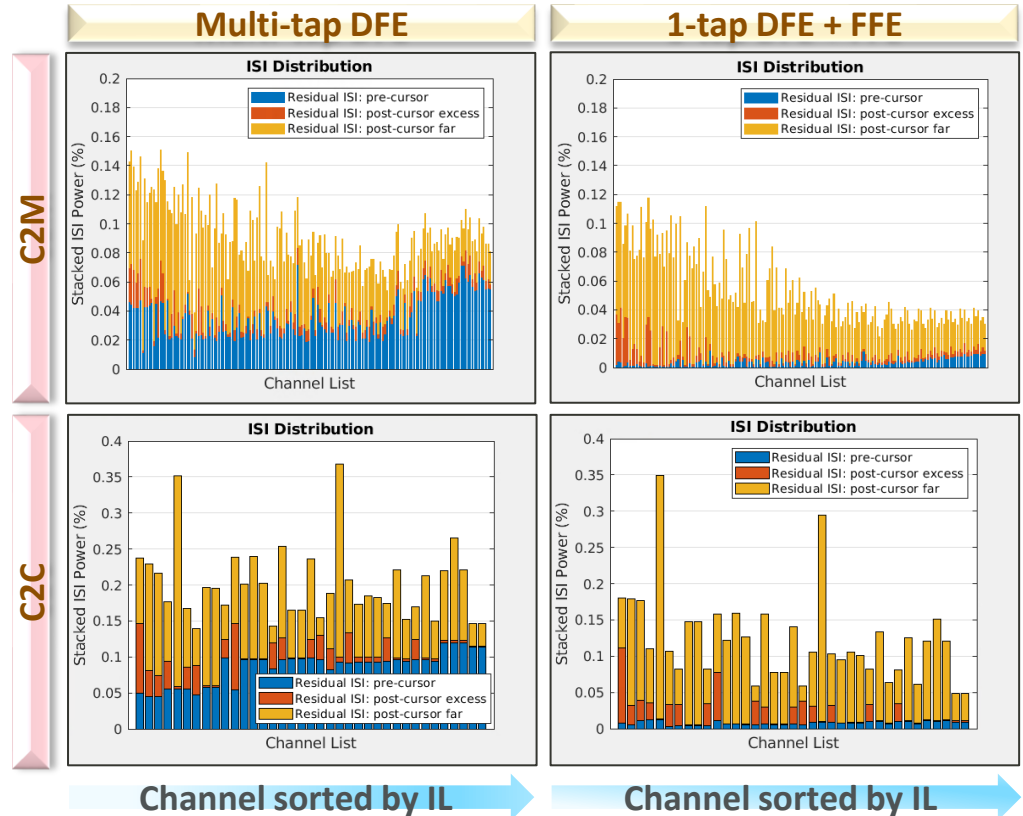 Multi-tap DFE
1-tap DFE + FFE
C2M
ISI Distribution
Stacked ISI Power (%)
0.2
0.18
0.16
0.14
0.12
0.1
0.08
0.06
0.04
0.02
0
Residual ISI: pre-cursor
Residual ISI: post-cursor excess
Residual ISI: post-cursor far
Channel List
ISI Distribution
Stacked ISI Power (%)
0.2
0.18
0.16
0.14
0.12
0.1
0.08
0.06
0.04
0.02
0
Residual ISI: pre-cursor
Residual ISI: post-cursor excess
Residual ISI: post-cursor far
Channel List
C2C
ISI Distribution
Stacked ISI Power (%)
0.4
0.35
0.3
0.25
0.2
0.15
0.1
0.05
0
Residual ISI: pre-cursor
Residual ISI: post-cursor excess
Residual ISI: post-cursor far
Channel List
ISI Distribution
Stacked ISI Power (%)
0.4
0.35
0.3
0.25
0.2
0.15
0.1
0.05
0
Residual ISI: pre-cursor
Residual ISI: post-cursor excess
Residual ISI: post-cursor far
Channel List
Channel sorted by IL
Channel sorted by IL